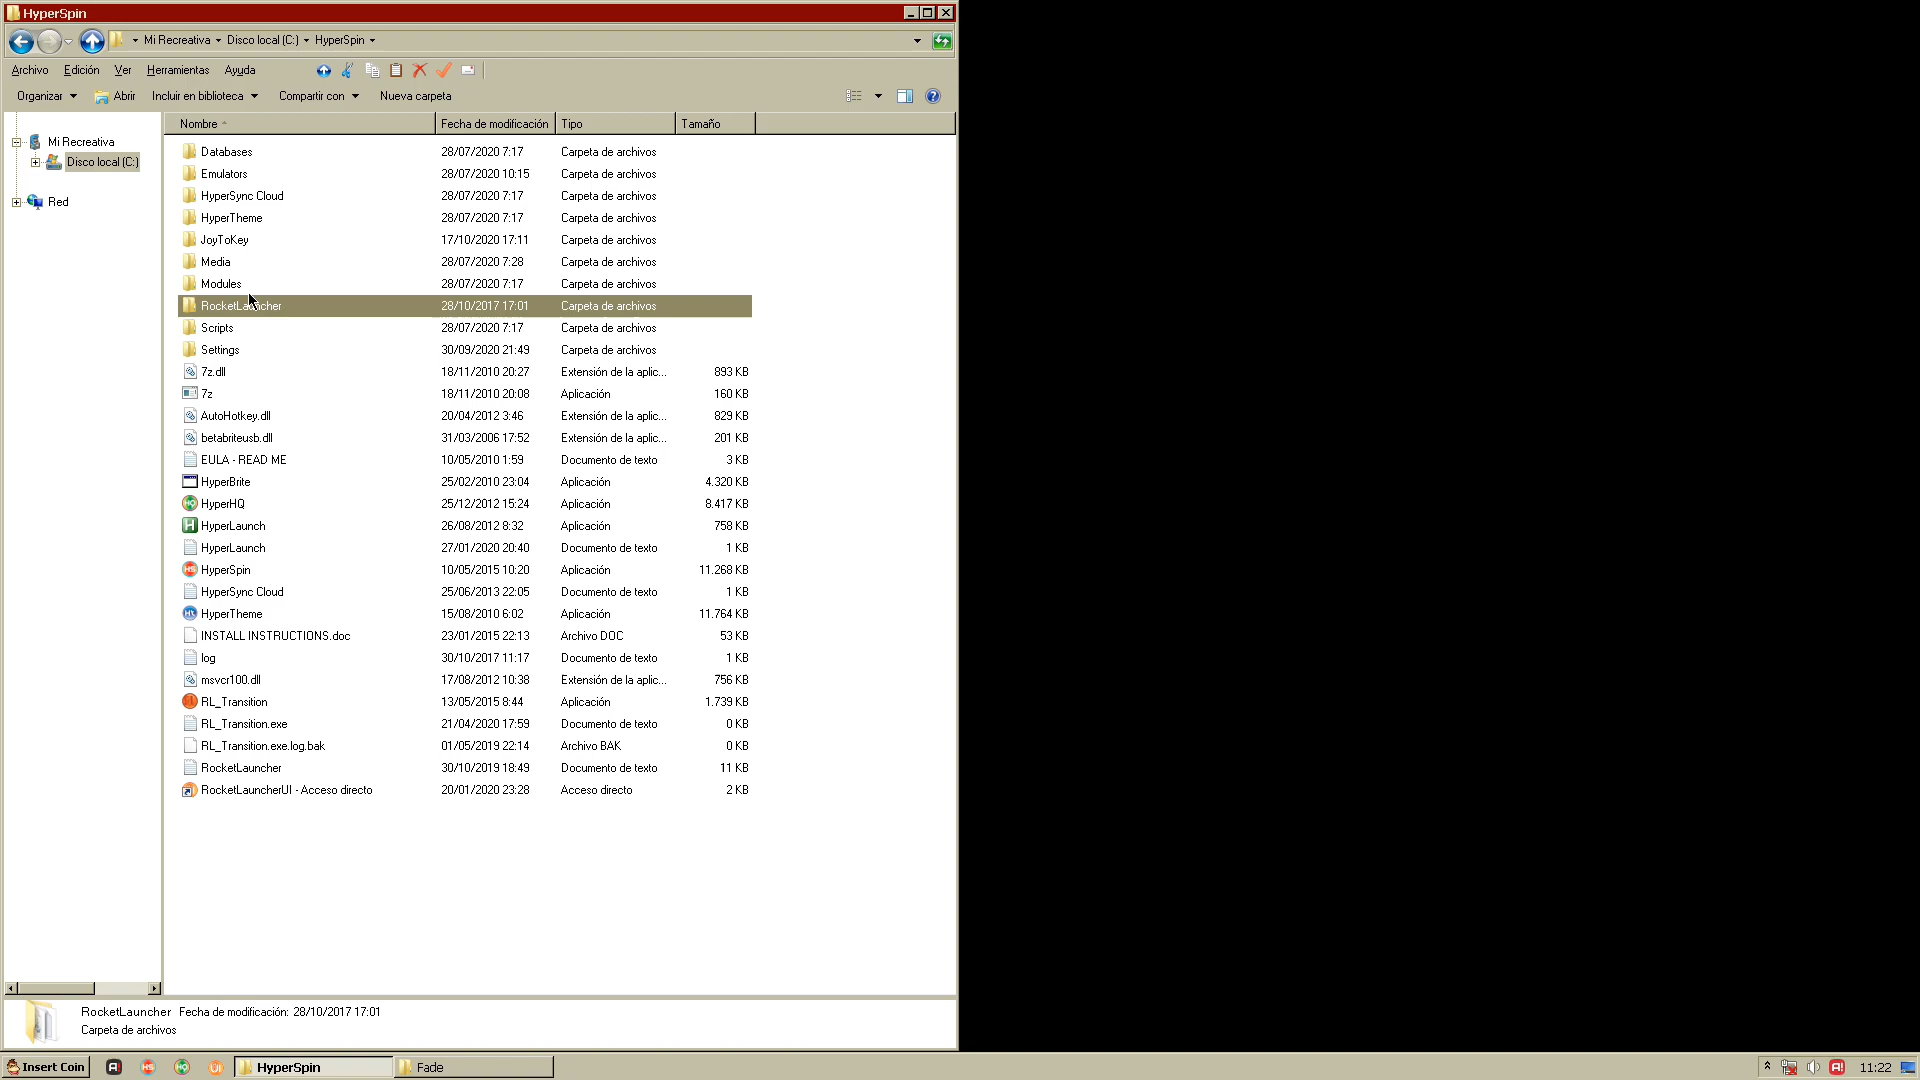 HyperSpin
Mi Recreativa Disco local (C:) HyperSpin
Archivo Edición Ver Herramientas Ayuda
Organizar Abrir Incluir en biblioteca Compartir con Nueva carpeta
Mi Recreativa
Disco local (C:)
Red
Nombre Fecha de modificación Tipo Tamaño
Databases 28/07/2020 7:17 Carpeta de archivos
Emulators 28/07/2020 10:15 Carpeta de archivos
HyperSync Cloud 28/07/2020 7:17 Carpeta de archivos
HyperTheme 28/07/2020 7:17 Carpeta de archivos
JoyToKey 17/10/2020 17:11 Carpeta de archivos
Media 28/07/2020 7:28 Carpeta de archivos
Modules 28/07/2020 7:17 Carpeta de archivos
RocketLauncher 28/10/2017 17:01 Carpeta de archivos
Scripts 28/07/2020 7:17 Carpeta de archivos
Settings 30/09/2020 21:49 Carpeta de archivos
7z.dll 18/11/2010 20:27 Extensión de la aplic... 893 KB
7z 18/11/2010 20:08 Aplicación 160 KB
AutoHotkey.dll 20/04/2012 3:46 Extensión de la aplic... 829 KB
betabriteusb.dll 31/03/2006 17:52 Extensión de la aplic... 201 KB
EULA - READ ME 10/05/2010 1:59 Documento de texto 3 KB
HyperBrite 25/02/2010 23:04 Aplicación 4.320 KB
HyperHQ 25/12/2012 15:24 Aplicación 8.417 KB
HyperLaunch 26/08/2012 8:32 Aplicación 758 KB
HyperLaunch 27/01/2020 20:40 Documento de texto 1 KB
HyperSpin 10/05/2015 10:20 Aplicación 11.268 KB
HyperSync Cloud 25/06/2013 22:05 Documento de texto 1 KB
HyperTheme 15/08/2010 6:02 Aplicación 11.764 KB
INSTALL INSTRUCTIONS.doc 23/01/2015 22:13 Archivo DOC 53 KB
log 30/10/2017 11:17 Documento de texto 1 KB
msvcr100.dll 17/08/2012 10:38 Extensión de la aplic... 756 KB
RL_Transition 13/05/2015 8:44 Aplicación 1.739 KB
RL_Transition.exe 21/04/2020 17:59 Documento de texto 0 KB
RL_Transition.exe.log.bak 01/05/2019 22:14 Archivo BAK 0 KB
RocketLauncher 30/10/2019 18:49 Documento de texto 11 KB
RocketLauncherUI - Acceso directo 20/01/2020 23:28 Acceso directo 2 KB
RocketLauncher Fecha de modificación: 28/10/2017 17:01
Carpeta de archivos
Insert Coin HyperSpin Fade 11:22